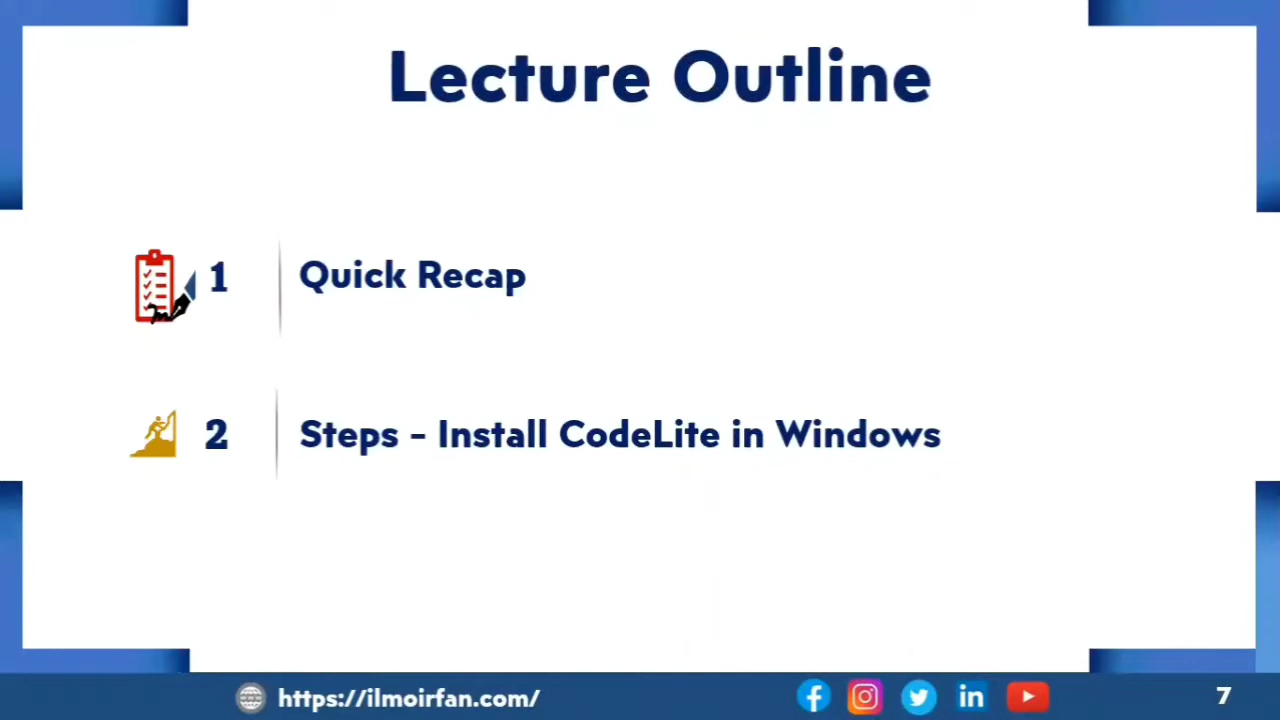 Lecture Outline
1 Quick Recap
2 Steps - Install CodeLite in Windows
https://ilmoirfan.com/ 7